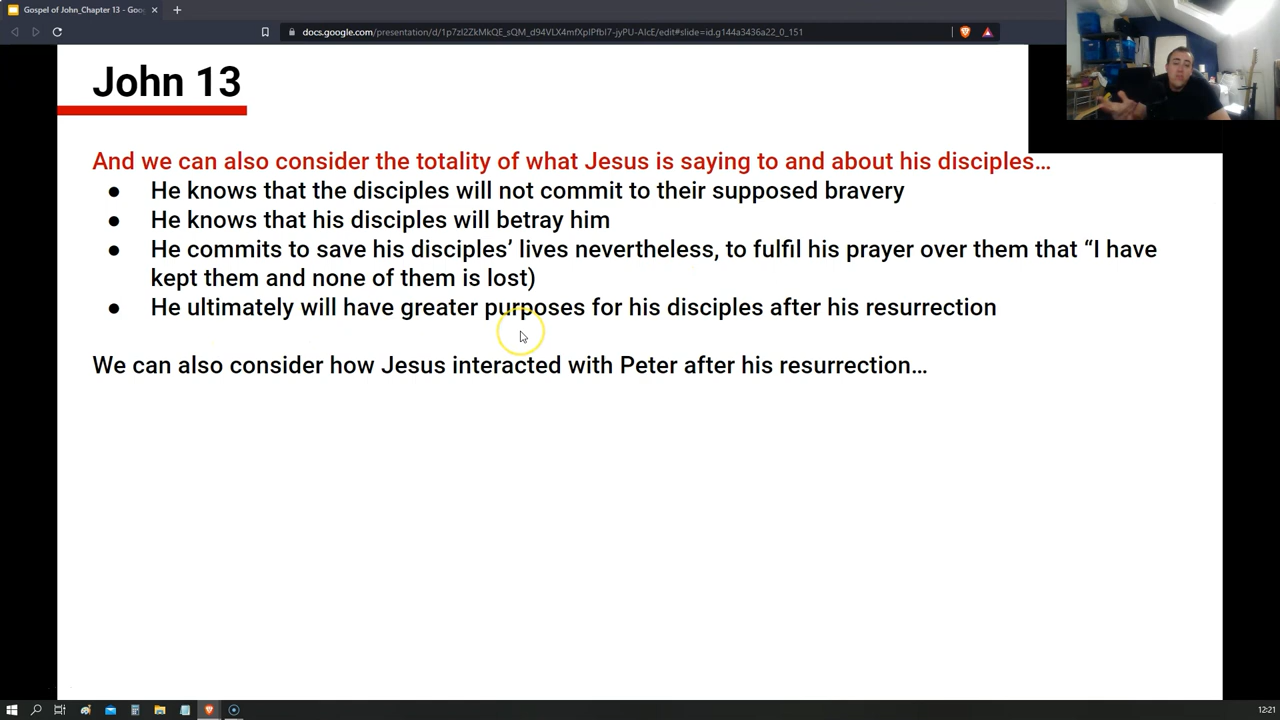 Gospel of John_Chapter 13 - Goo
docs.google.com/presentation/d/1p7zI2ZkMkQE_sQM_d94VLX4mfXpIPfbI7-jyPU-AIcE/edit#slide=id.g144a3436a22_0_151
John 13
And we can also consider the totality of what Jesus is saying to and about his disciples…
● He knows that the disciples will not commit to their supposed bravery
● He knows that his disciples will betray him
● He commits to save his disciples’ lives nevertheless, to fulfil his prayer over them that “I have
kept them and none of them is lost)
● He ultimately will have greater purposes for his disciples after his resurrection
We can also consider how Jesus interacted with Peter after his resurrection…
12:21